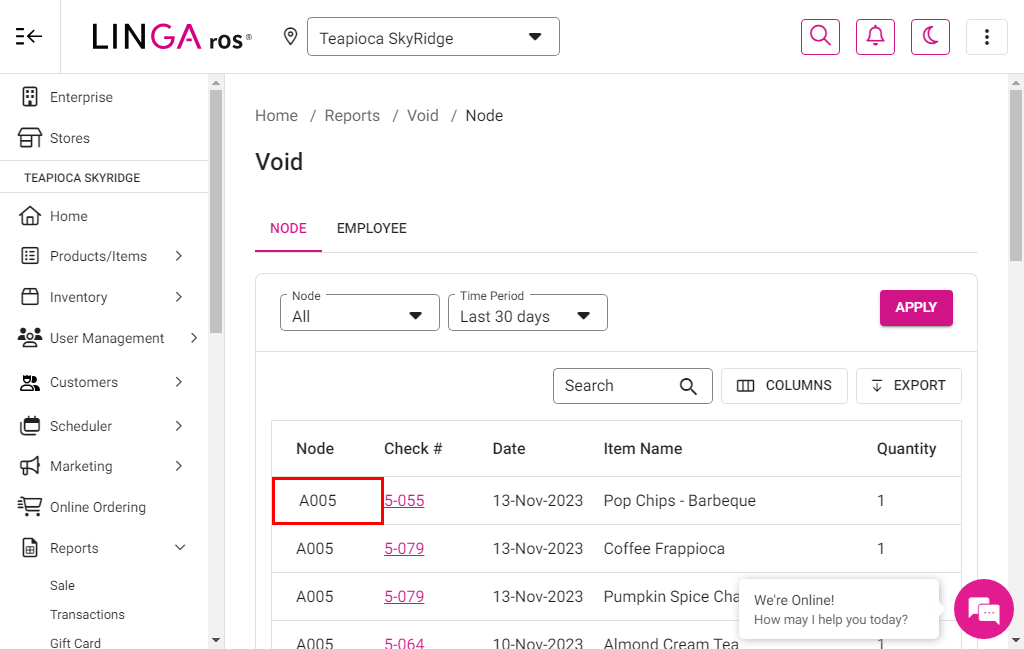 LINGA ros®
Teapioca SkyRidge
Enterprise
Stores
TEAPIOCA SKYRIDGE
Home
Products/Items
Inventory
User Management
Customers
Scheduler
Marketing
Online Ordering
Reports
Sale
Transactions
Gift Card
Home / Reports / Void / Node
Void
NODE EMPLOYEE
Node
All
Time Period
Last 30 days
APPLY
Search
COLUMNS
EXPORT
Node Check # Date Item Name Quantity
A005 5-055 13-Nov-2023 Pop Chips - Barbeque 1
A005 5-079 13-Nov-2023 Coffee Frappioca 1
A005 5-079 13-Nov-2023 Pumpkin Spice Cha
A005 5-064 10-Nov-2023 Almond Cream Tea 1
We're Online!
How may I help you today?